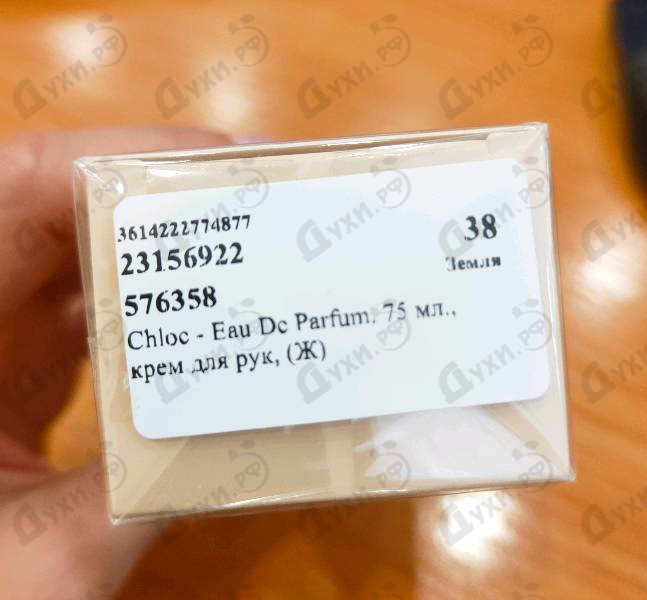 3614222774877
23156922
38
Земля
576358
Chloe - Eau De Parfum. 75 мл.,
крем для рук, (Ж)
Духи.рф